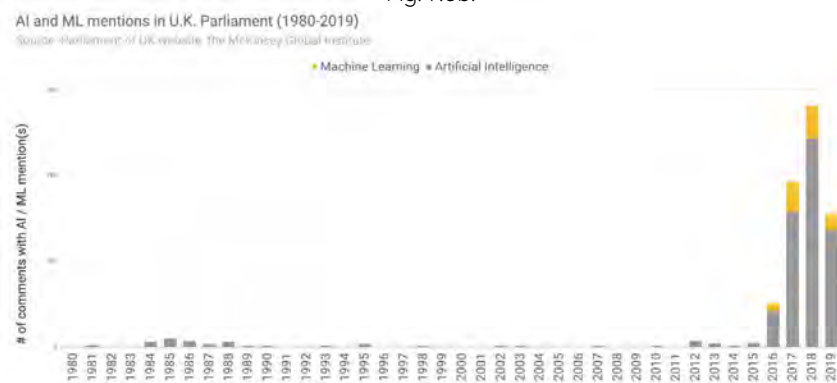 AI and ML mentions in U.K. Parliament (1980-2019)
Source: Parliament of UK website, the McKinsey Global Institute
Machine Learning Artificial Intelligence
# of comments with AI / ML mention(s)
1980 1981 1982 1983 1984 1985 1986 1987 1988 1989 1990 1991 1992 1993 1994 1995 1996 1997 1998 1999 2000 2001 2002 2003 2004 2005 2006 2007 2008 2009 2010 2011 2012 2013 2014 2015 2016 2017 2018 2019